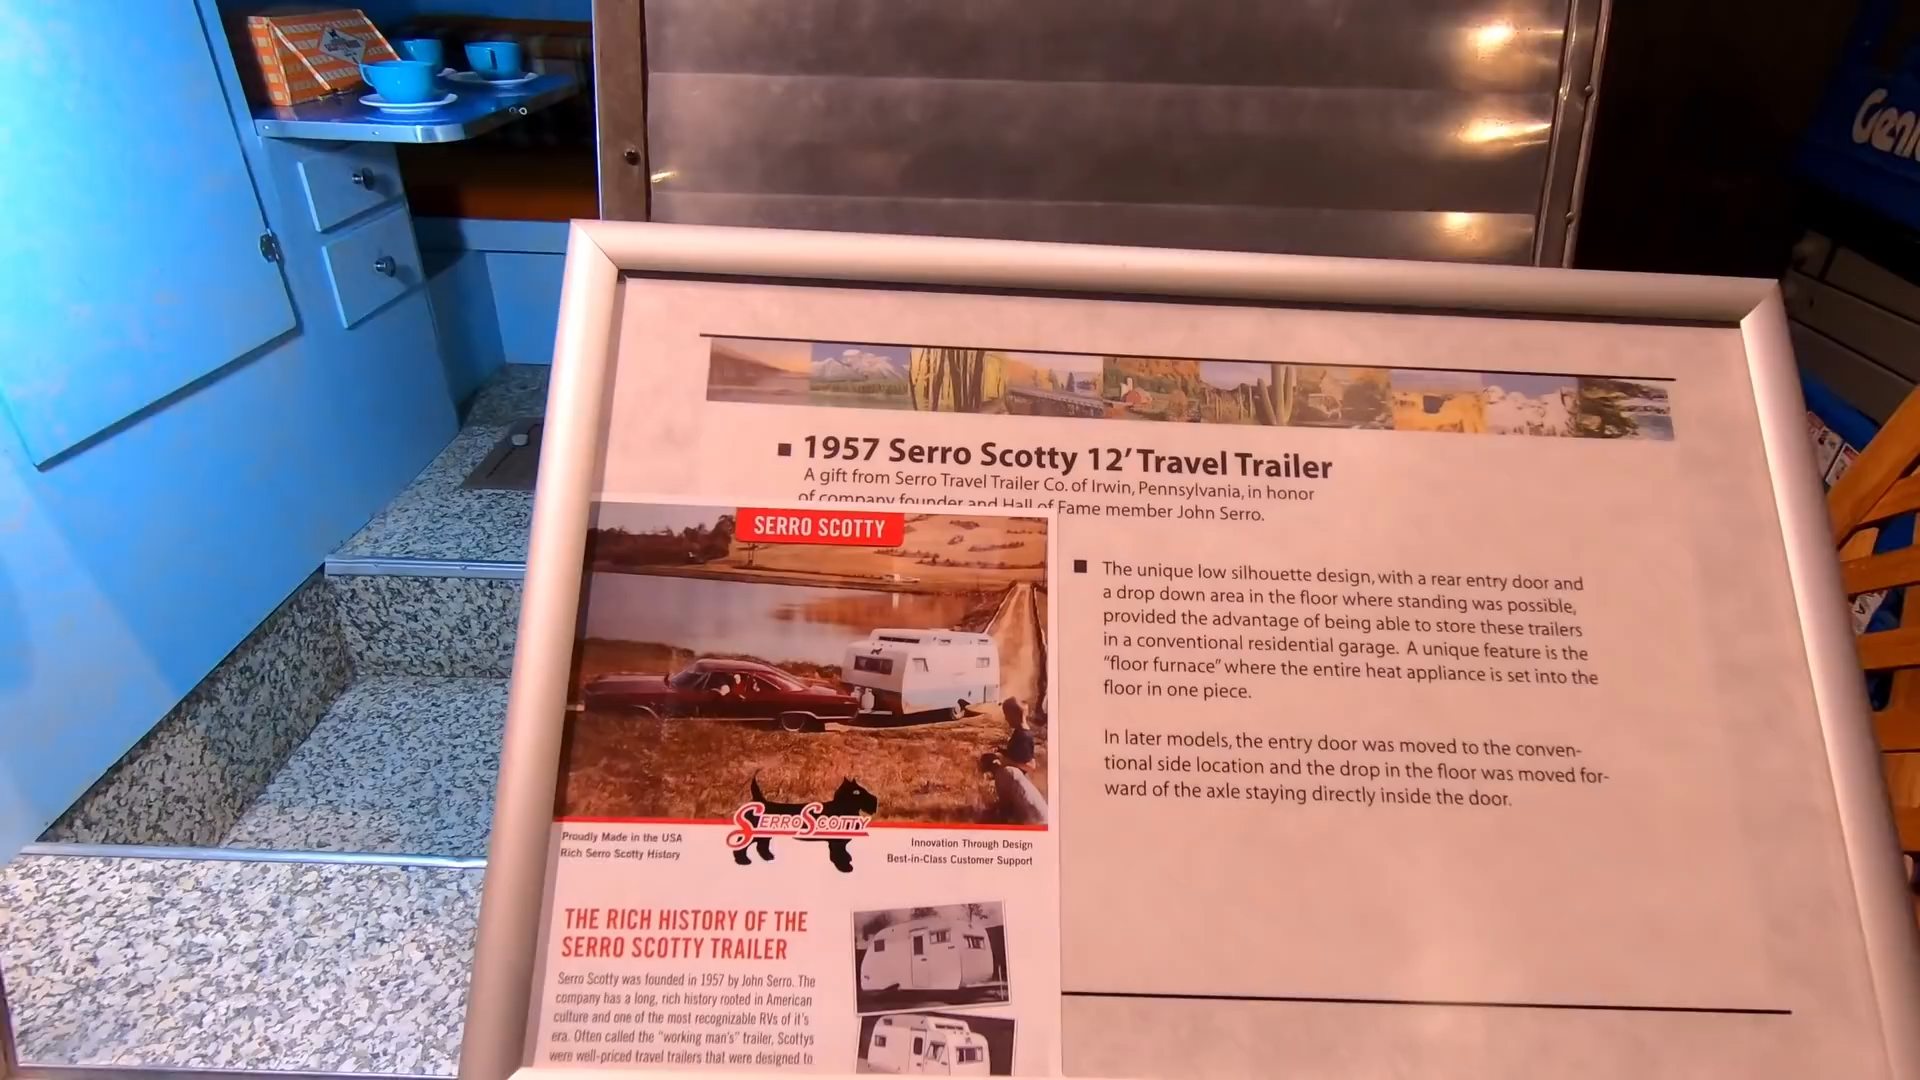 Geni
■ 1957 Serro Scotty 12' Travel Trailer
A gift from Serro Travel Trailer Co. of Irwin, Pennsylvania, in honor
of company founder and Hall of Fame member John Serro.
SERRO SCOTTY
■ The unique low silhouette design, with a rear entry door and
a drop down area in the floor where standing was possible,
provided the advantage of being able to store these trailers
in a conventional residential garage. A unique feature is the
"floor furnace" where the entire heat appliance is set into the
floor in one piece.
In later models, the entry door was moved to the conven-
tional side location and the drop in the floor was moved for-
ward of the axle staying directly inside the door.
Proudly Made in the USA
Rich Serro Scotty History
SERRO SCOTTY
Innovation Through Design
Best-in-Class Customer Support
THE RICH HISTORY OF THE
SERRO SCOTTY TRAILER
Serro Scotty was founded in 1957 by John Serro. The
company has a long, rich history rooted in American
culture and one of the most recognizable RVs of it's
era. Often called the "working man's" trailer, Scottys
were well-priced travel trailers that were designed to